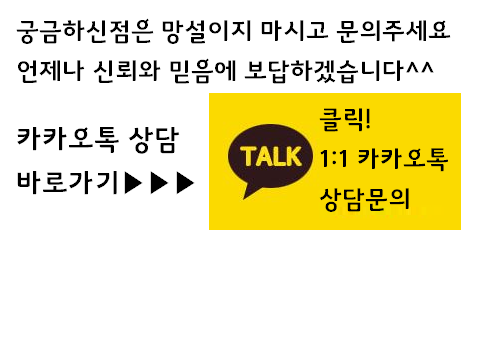 궁금하신점은 망설이지 마시고 문의주세요
언제나 신뢰와 믿음에 보답하겠습니다^^
카카오톡 상담
바로가기▶▶▶
TALK
클릭!
1:1 카카오톡
상담문의